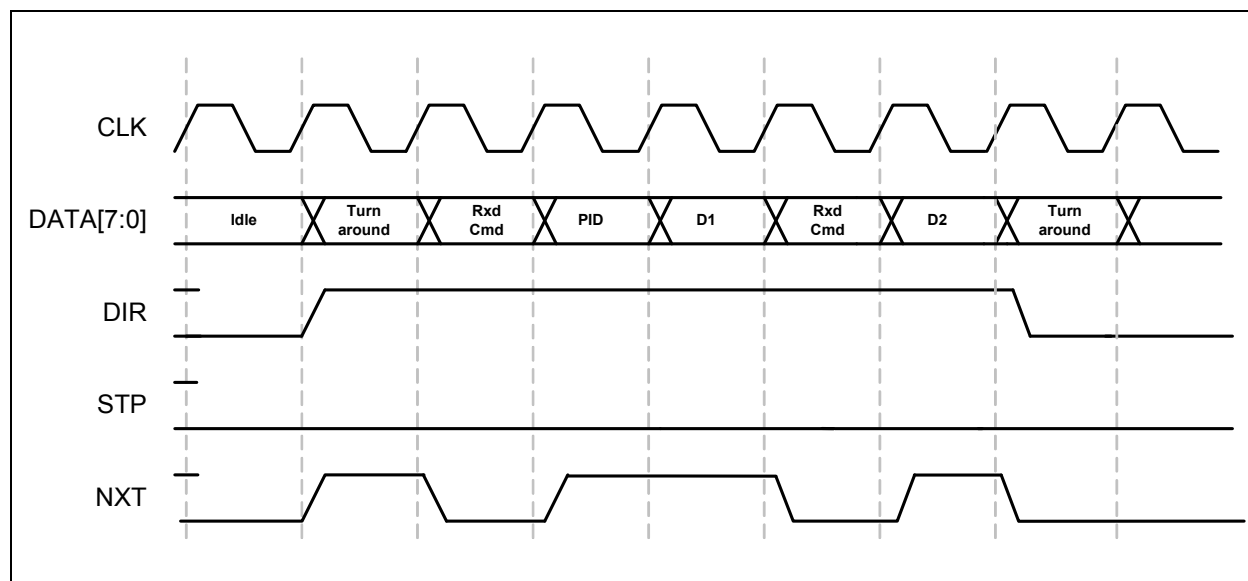 CLK
DATA[7:0]
Idle
Turn
around
Rxd
Cmd
PID
D1
Rxd
Cmd
D2
Turn
around
DIR
STP
NXT